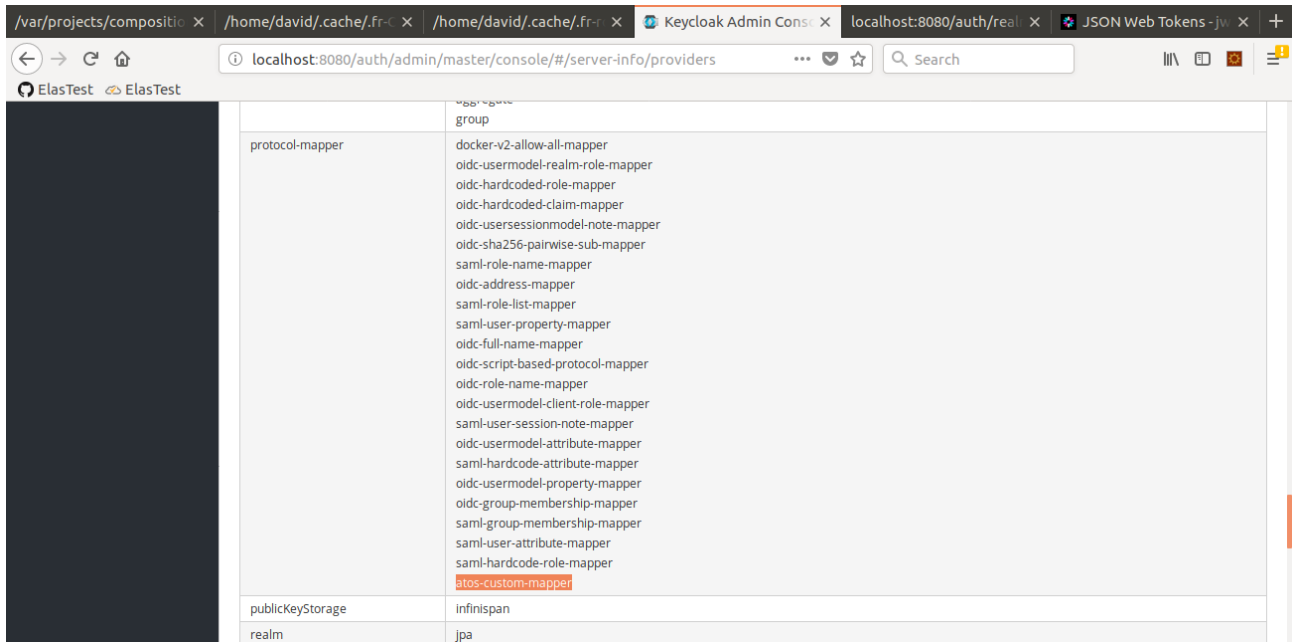 /var/projects/compositio
/home/david/.cache/.fr-C
/home/david/.cache/.fr-r
Keycloak Admin Conso
localhost:8080/auth/real
JSON Web Tokens - jw
localhost:8080/auth/admin/master/console/#/server-info/providers
Search
ElasTest
ElasTest
aggregate
group
protocol-mapper
docker-v2-allow-all-mapper
oidc-usermodel-realm-role-mapper
oidc-hardcoded-role-mapper
oidc-hardcoded-claim-mapper
oidc-usersessionmodel-note-mapper
oidc-sha256-pairwise-sub-mapper
saml-role-name-mapper
oidc-address-mapper
saml-role-list-mapper
saml-user-property-mapper
oidc-full-name-mapper
oidc-script-based-protocol-mapper
oidc-role-name-mapper
oidc-usermodel-client-role-mapper
saml-user-session-note-mapper
oidc-usermodel-attribute-mapper
saml-hardcode-attribute-mapper
oidc-usermodel-property-mapper
oidc-group-membership-mapper
saml-group-membership-mapper
saml-user-attribute-mapper
saml-hardcode-role-mapper
atos-custom-mapper
publicKeyStorage
infinispan
realm
jpa